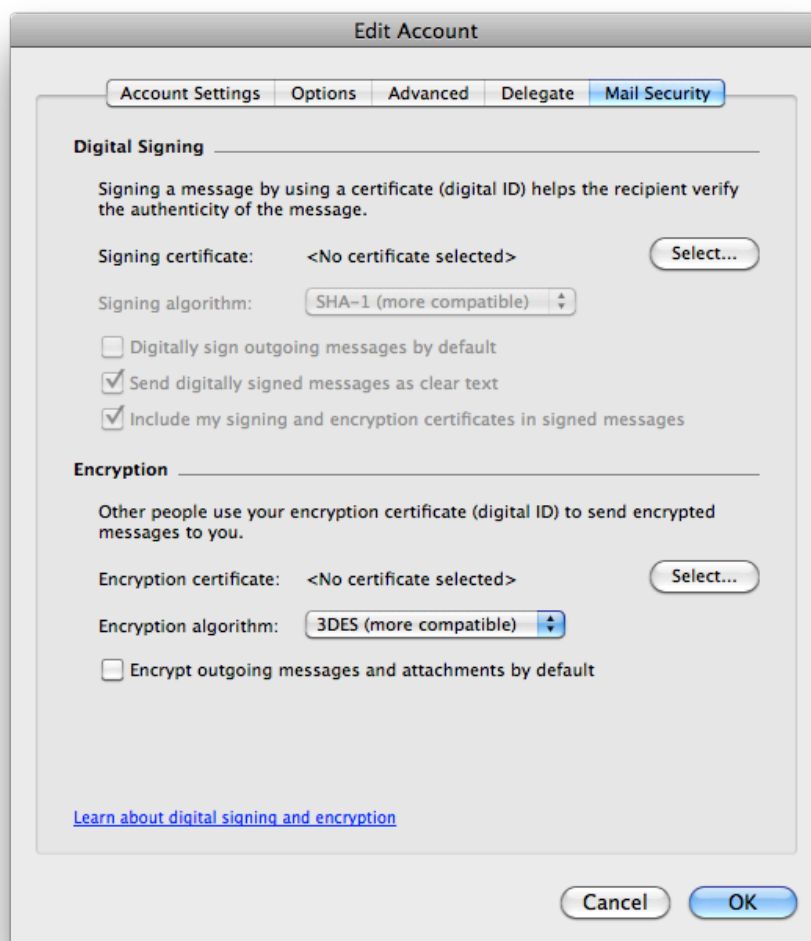 Edit Account
Account Settings Options Advanced Delegate Mail Security
Digital Signing
Signing a message by using a certificate (digital ID) helps the recipient verify
the authenticity of the message.
Signing certificate: <No certificate selected> Select...
Signing algorithm: SHA-1 (more compatible)
Digitally sign outgoing messages by default
Send digitally signed messages as clear text
Include my signing and encryption certificates in signed messages
Encryption
Other people use your encryption certificate (digital ID) to send encrypted
messages to you.
Encryption certificate: <No certificate selected> Select...
Encryption algorithm: 3DES (more compatible)
Encrypt outgoing messages and attachments by default
Learn about digital signing and encryption
Cancel OK